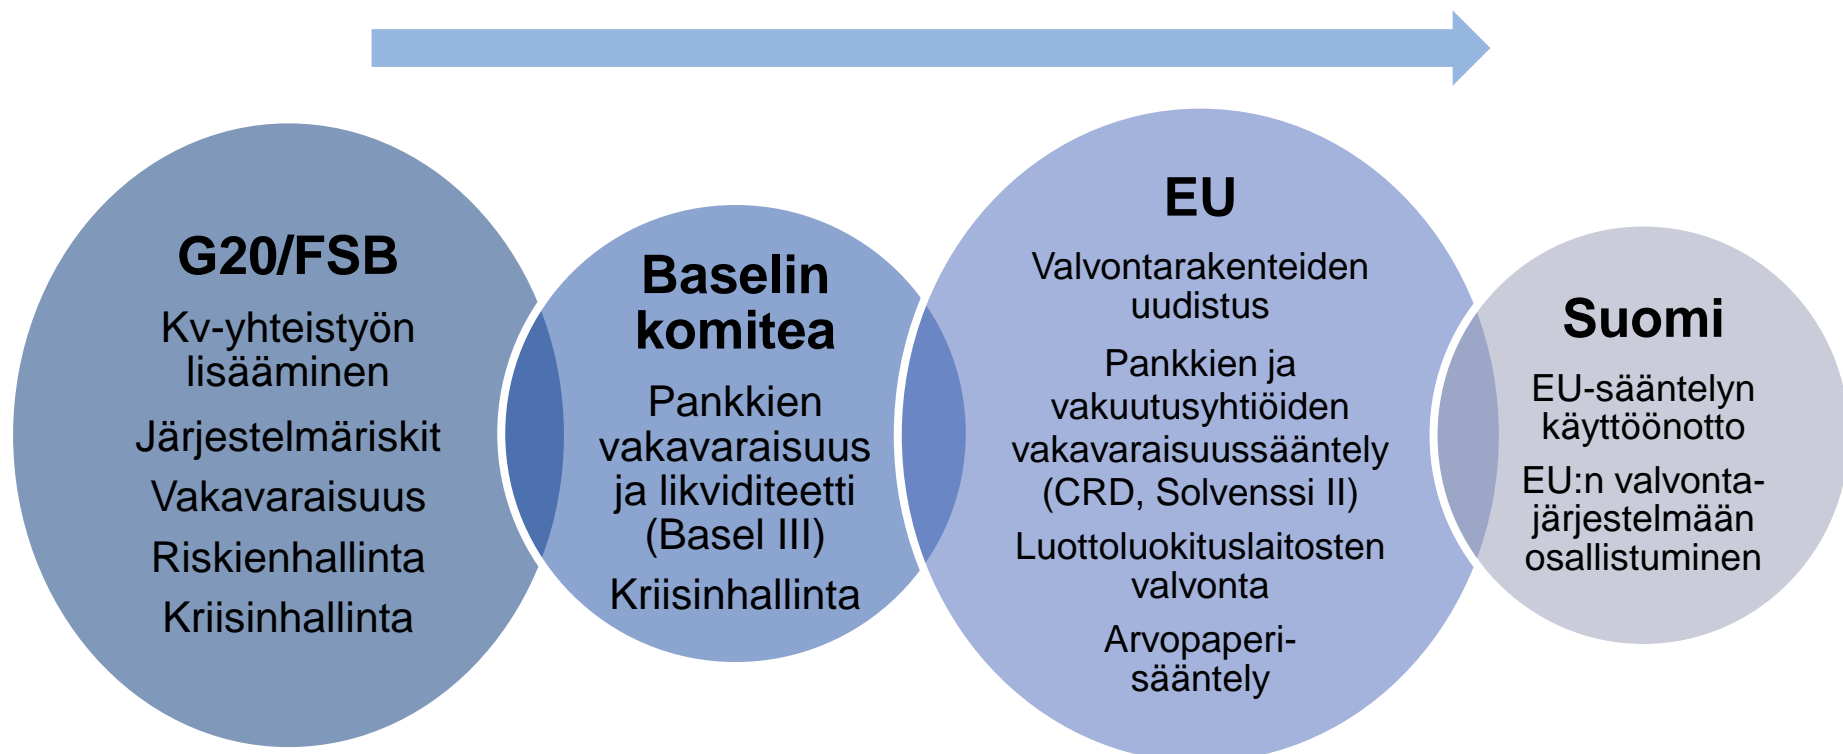 G20/FSB
Kv-yhteistyön
lisääminen
Järjestelmäriskit
Vakavaraisuus
Riskienhallinta
Kriisinhallinta
Baselin
komitea
Pankkien
vakavaraisuus
ja likviditeetti
(Basel III)
Kriisinhallinta
EU
Valvontarakenteiden
uudistus
Pankkien ja
vakuutusyhtiöiden
vakavaraisuussääntely
(CRD, Solvenssi II)
Luottoluokituslaitosten
valvonta
Arvopaperi-
sääntely
Suomi
EU-sääntelyn
käyttöönotto
EU:n valvonta-
järjestelmään
osallistuminen